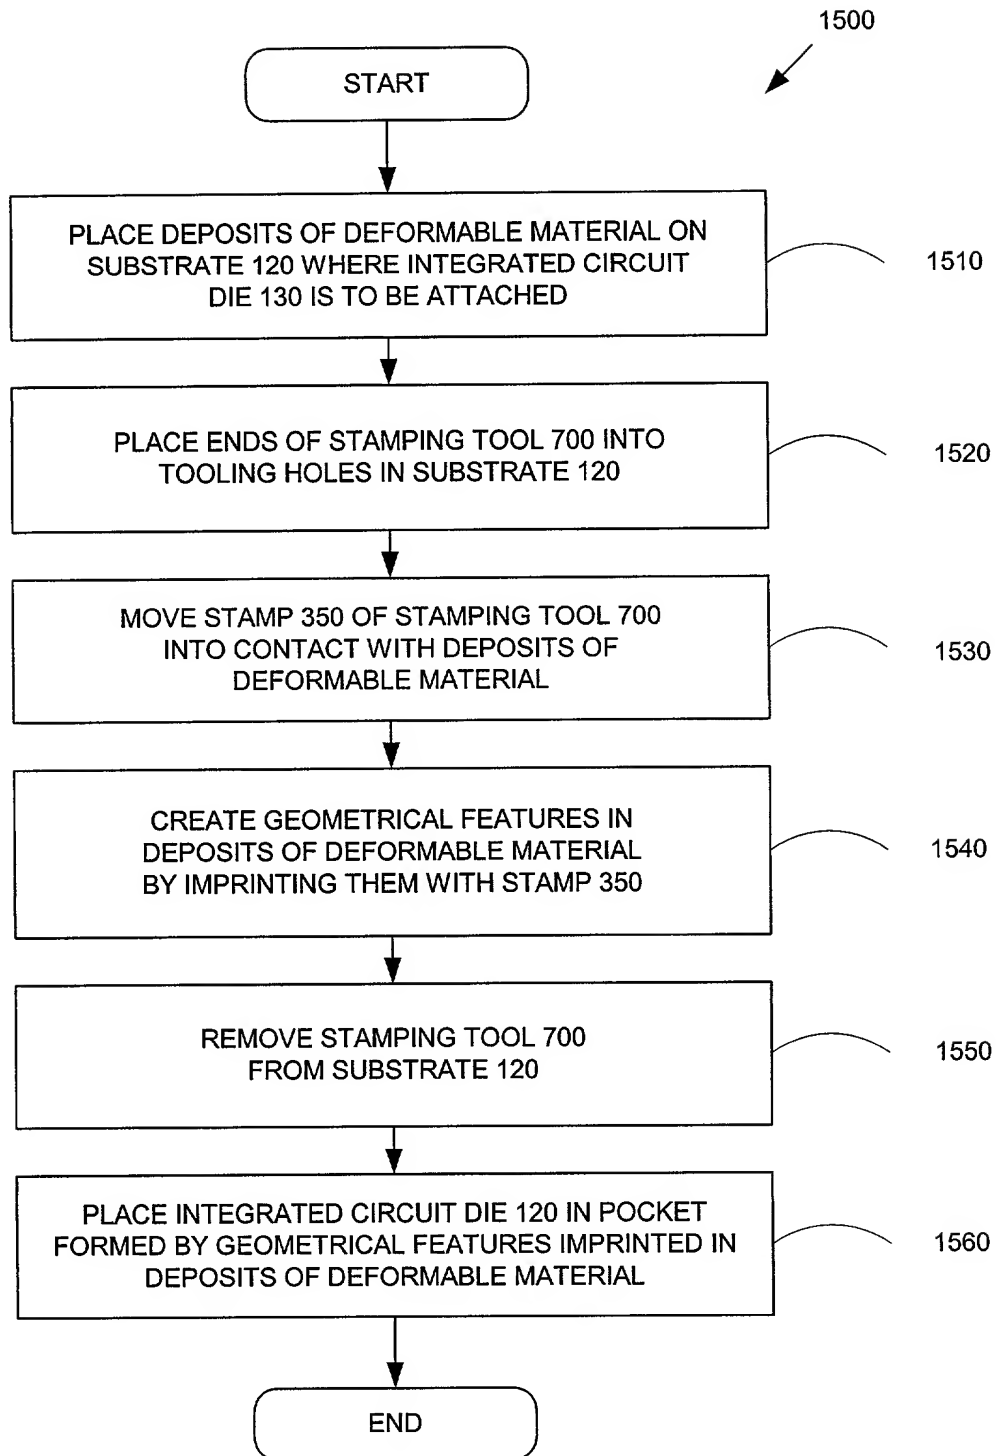 1500
START
PLACE DEPOSITS OF DEFORMABLE MATERIAL ON
SUBSTRATE 120 WHERE INTEGRATED CIRCUIT
DIE 130 IS TO BE ATTACHED
1510
PLACE ENDS OF STAMPING TOOL 700 INTO
TOOLING HOLES IN SUBSTRATE 120
1520
MOVE STAMP 350 OF STAMPING TOOL 700
INTO CONTACT WITH DEPOSITS OF
DEFORMABLE MATERIAL
1530
CREATE GEOMETRICAL FEATURES IN
DEPOSITS OF DEFORMABLE MATERIAL
BY IMPRINTING THEM WITH STAMP 350
1540
REMOVE STAMPING TOOL 700
FROM SUBSTRATE 120
1550
PLACE INTEGRATED CIRCUIT DIE 120 IN POCKET
FORMED BY GEOMETRICAL FEATURES IMPRINTED IN
DEPOSITS OF DEFORMABLE MATERIAL
1560
END